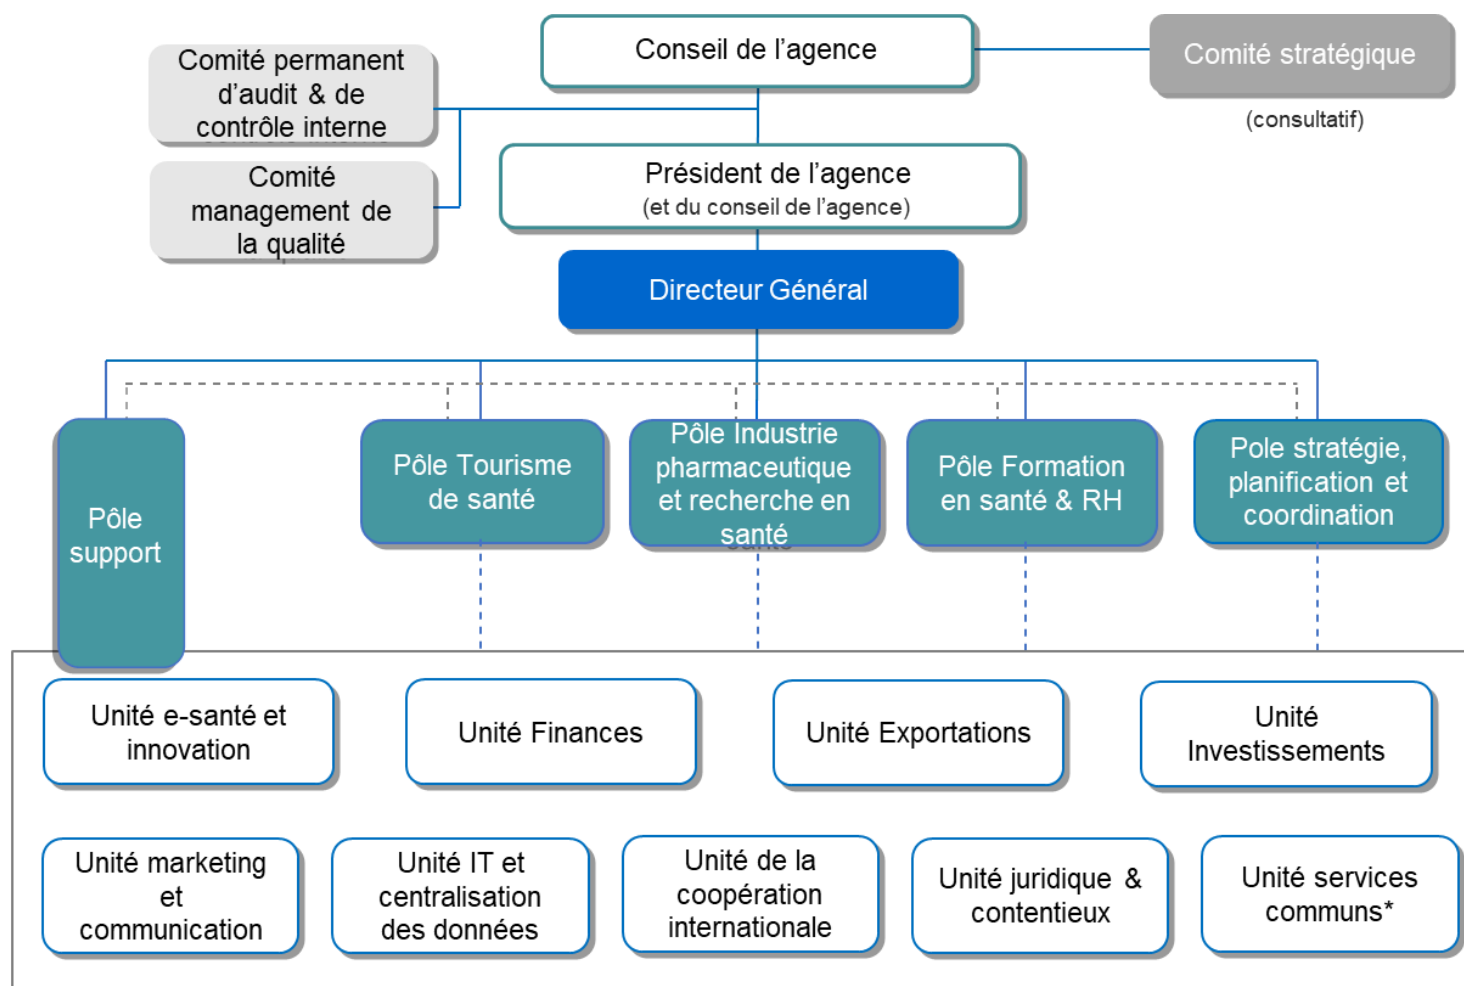 Conseil de l’agence
Comité stratégique
(consultatif)
Comité permanent
d’audit & de
contrôle interne
Comité
management de
la qualité
Président de l’agence
(et du conseil de l’agence)
Directeur Général
Pôle
support
Pôle Tourisme
de santé
Pôle Industrie
pharmaceutique
et recherche en
santé
Pôle Formation
en santé & RH
Pole stratégie,
planification et
coordination
Unité e-santé et
innovation
Unité Finances
Unité Exportations
Unité
Investissements
Unité marketing
et
communication
Unité IT et
centralisation
des données
Unité de la
coopération
internationale
Unité juridique &
contentieux
Unité services
communs*